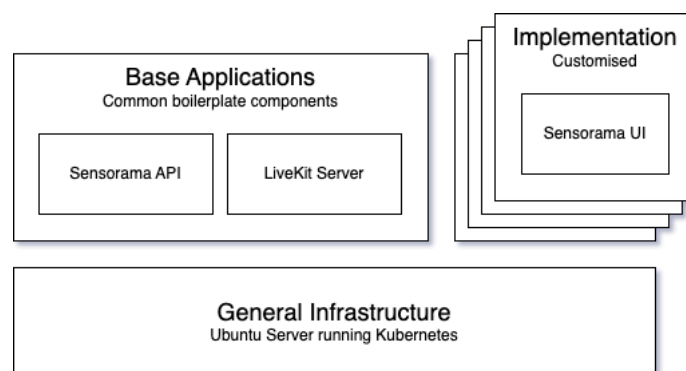 Base Applications
Common boilerplate components
Sensorama API
LiveKit Server
Implementation
Customised
Sensorama UI
General Infrastructure
Ubuntu Server running Kubernetes